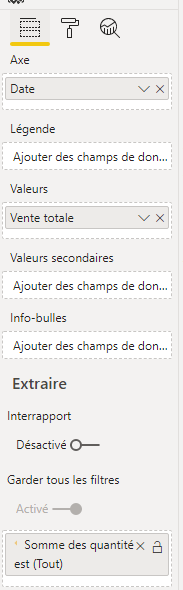 Axe
Date
Légende
Ajouter des champs de don...
Valeurs
Vente totale
Valeurs secondaires
Ajouter des champs de don...
Info-bulles
Ajouter des champs de don...
Extraire
Interrapport
Désactivé
Garder tous les filtres
Activé
Somme des quantité
est (Tout)